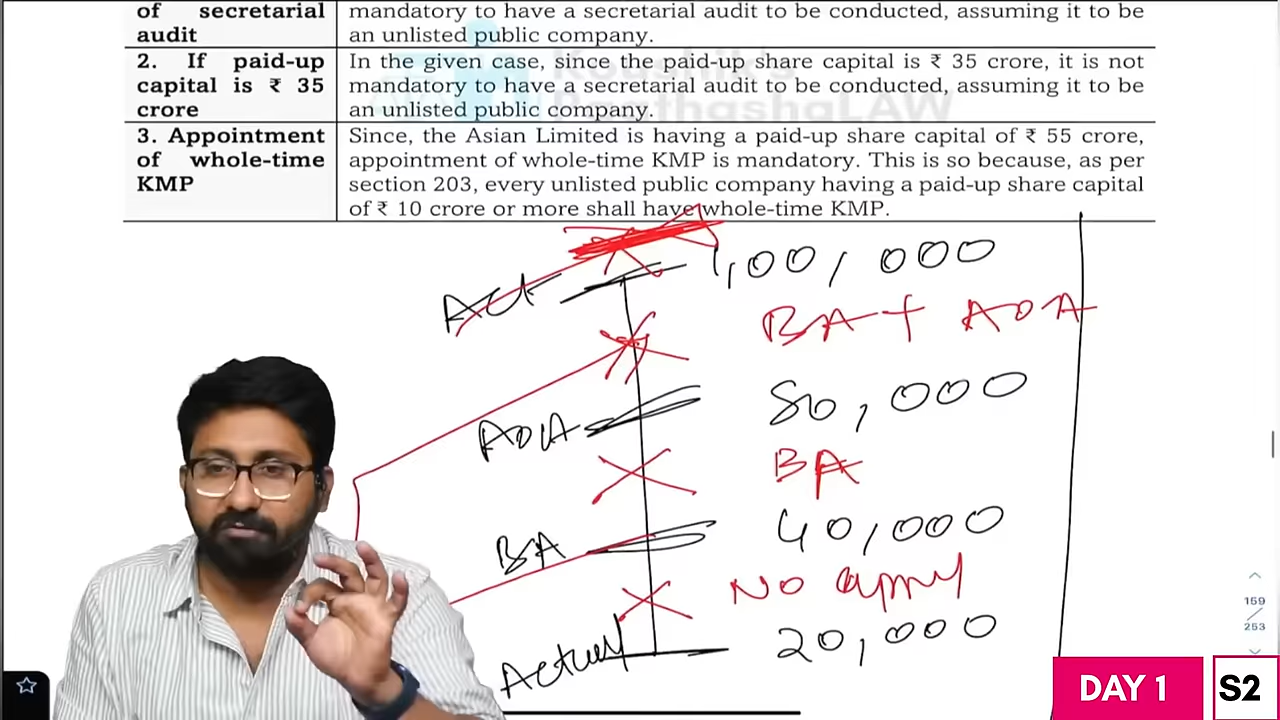 of secretarial audit
mandatory to have a secretarial audit to be conducted, assuming it to be
an unlisted public company.
2. If paid-up capital is ₹ 35 crore
In the given case, since the paid-up share capital is ₹ 35 crore, it is not
mandatory to have a secretarial audit to be conducted, assuming it to be
an unlisted public company.
3. Appointment of whole-time KMP
Since, the Asian Limited is having a paid-up share capital of ₹ 55 crore,
appointment of whole-time KMP is mandatory. This is so because, as per
section 203, every unlisted public company having a paid-up share capital
of ₹ 10 crore or more shall have whole-time KMP.
Act 1,00,000
BA + AOA
AOA 80,000
BA
BA 40,000
No
Actual 20,000
159
/
253
DAY 1 S2